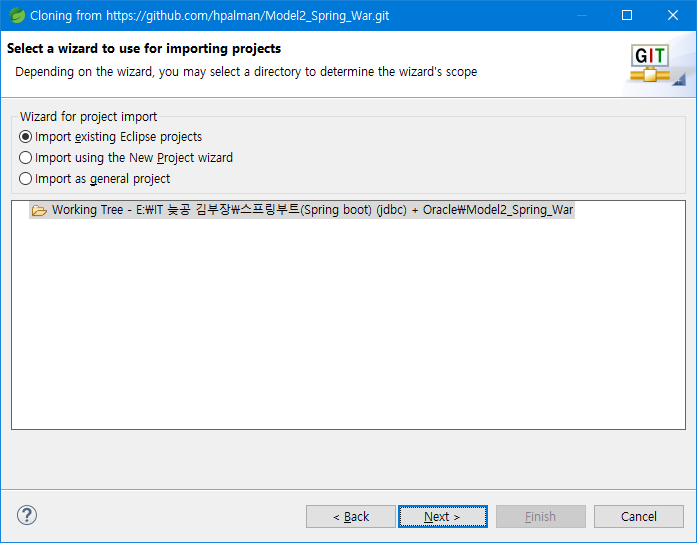 Cloning from https://github.com/hpalman/Model2_Spring_War.git
Select a wizard to use for importing projects
Depending on the wizard, you may select a directory to determine the wizard's scope
GIT
Wizard for project import
Import existing Eclipse projects
Import using the New Project wizard
Import as general project
Working Tree - E:₩IT 늦공 김부장₩스프링부트(Spring boot) (jdbc) + Oracle₩Model2_Spring_War
?
< Back
Next >
Finish
Cancel